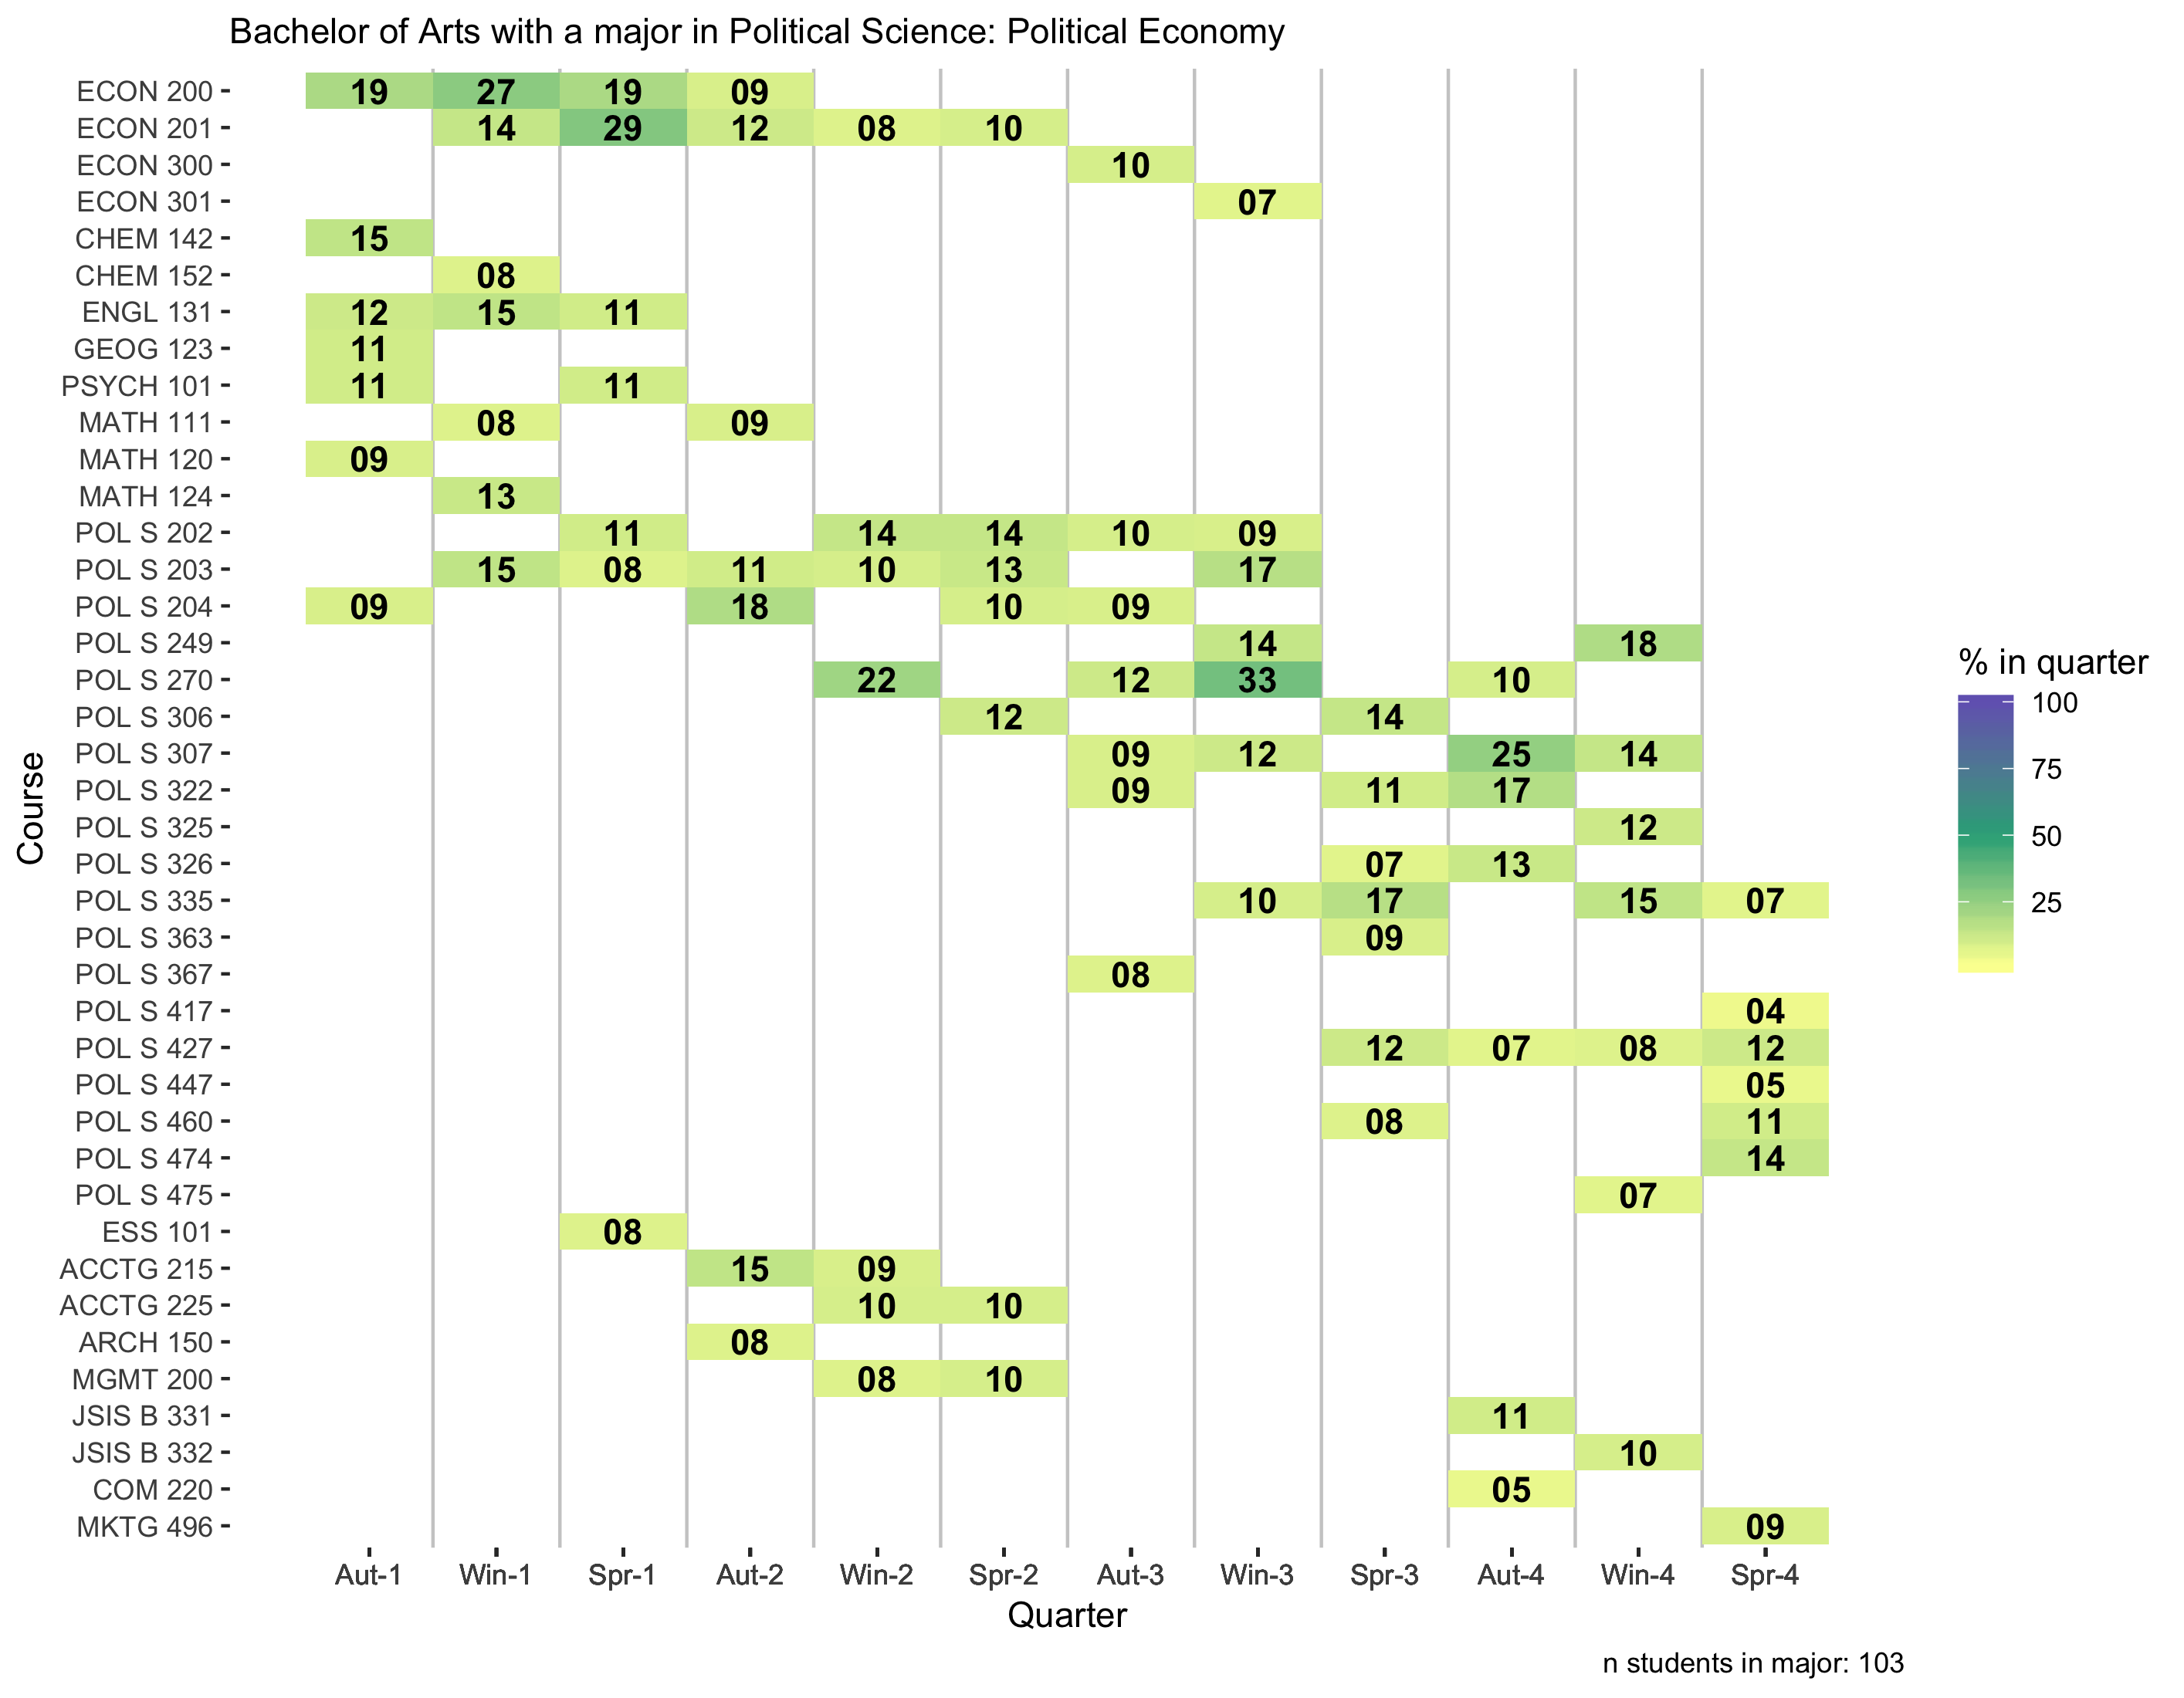 Bachelor of Arts with a major in Political Science: Political Economy
ECON 200 19 27 19 09
ECON 201 14 29 12 08 10
ECON 300 10
ECON 301 07
CHEM 142 15
CHEM 152 08
ENGL 131 12 15 11
GEOG 123 11
PSYCH 101 11 11
MATH 111 08 09
MATH 120 09
MATH 124 13
POL S 202 11 14 14 10 09
POL S 203 15 08 11 10 13 17
POL S 204 09 18 10 09
POL S 249 14 18
POL S 270 22 12 33 10
POL S 306 12 14
POL S 307 09 12 25 14
POL S 322 09 11 17
POL S 325 12
POL S 326 07 13
POL S 335 10 17 15 07
POL S 363 09
POL S 367 08
POL S 417 04
POL S 427 12 07 08 12
POL S 447 05
POL S 460 08 11
POL S 474 14
POL S 475 07
ESS 101 08
ACCTG 215 15 09
ACCTG 225 10 10
ARCH 150 08
MGMT 200 08 10
JSIS B 331 11
JSIS B 332 10
COM 220 05
MKTG 496 09
Aut-1 Win-1 Spr-1 Aut-2 Win-2 Spr-2 Aut-3 Win-3 Spr-3 Aut-4 Win-4 Spr-4
Quarter
Course
% in quarter
100
75
50
25
n students in major: 103